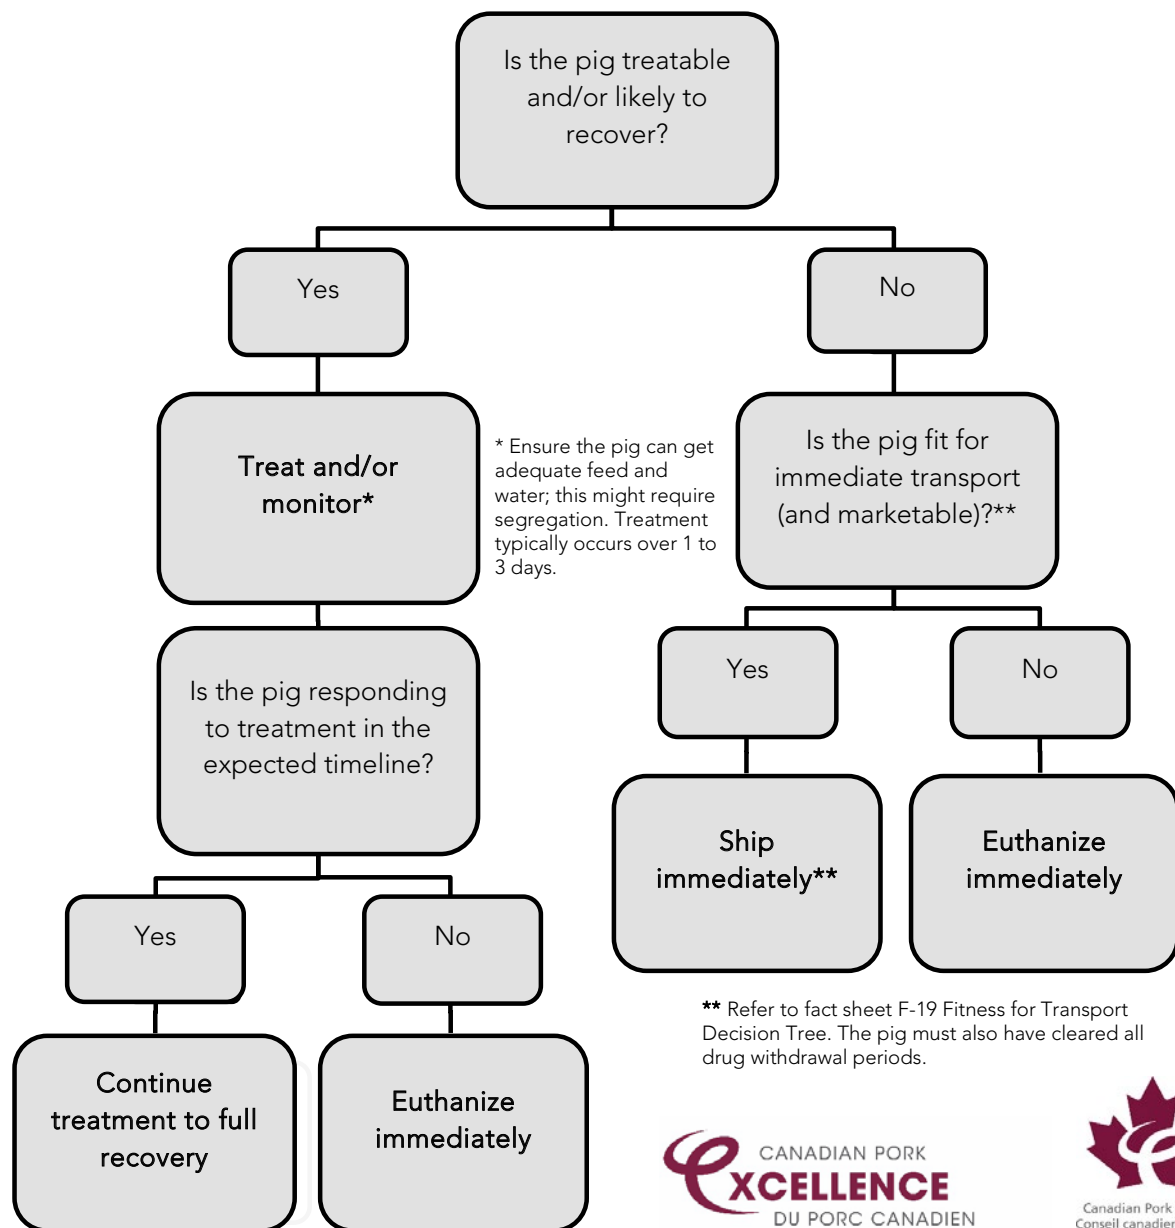 Is the pig treatable
and/or likely to
recover?
Yes
No
Treat and/or
monitor*
* Ensure the pig can get
adequate feed and
water; this might require
segregation. Treatment
typically occurs over 1 to
3 days.
Is the pig fit for
immediate transport
(and marketable)?**
Is the pig responding
to treatment in the
expected timeline?
Yes
No
Ship
immediately**
Euthanize
immediately
Yes
No
Continue
treatment to full
recovery
Euthanize
immediately
** Refer to fact sheet F-19 Fitness for Transport
Decision Tree. The pig must also have cleared all
drug withdrawal periods.
CANADIAN PORK
EXCELLENCE
DU PORC CANADIEN
Canadian Pork
Conseil canadie